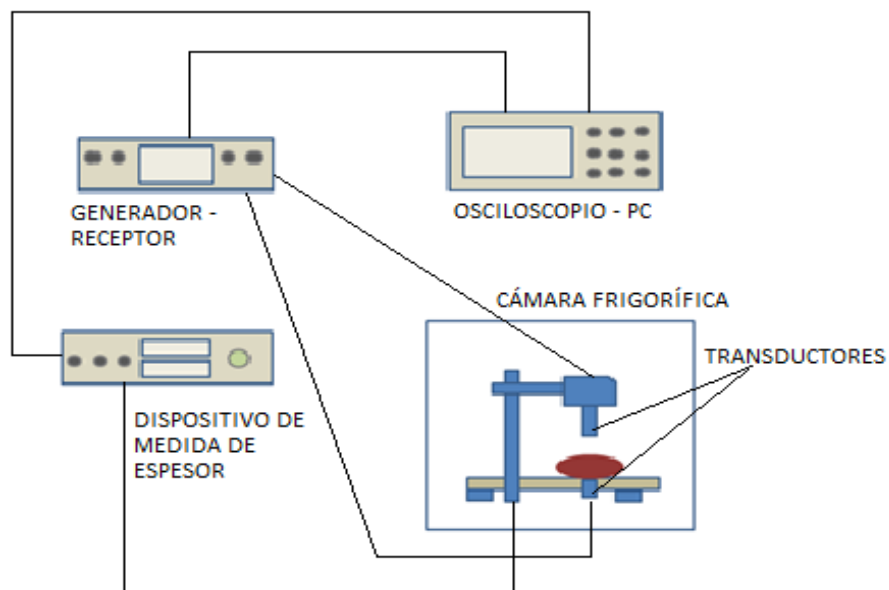 GENERADOR -
RECEPTOR
OSCILOSCOPIO - PC
CÁMARA FRIGORÍFICA
TRANSDUCTORES
DISPOSITIVO DE
MEDIDA DE
ESPESOR